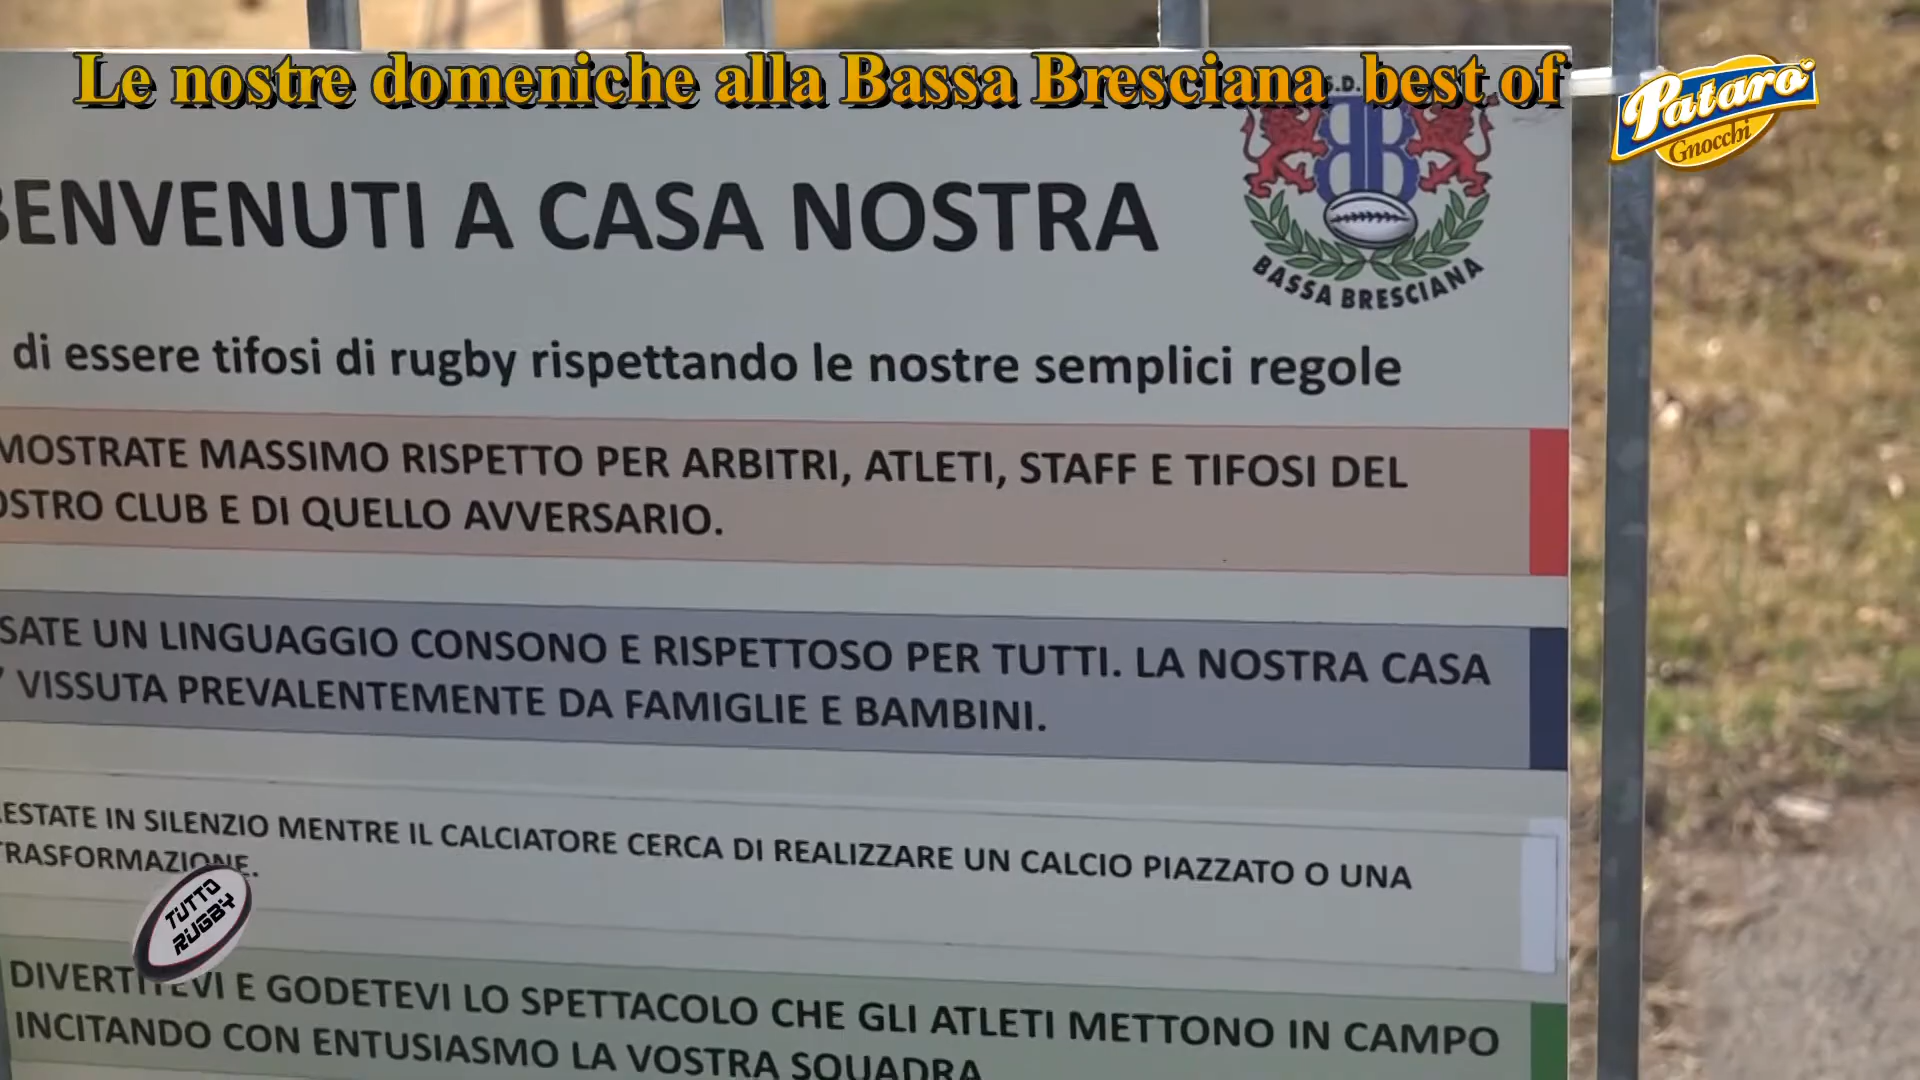 Le nostre domeniche alla Bassa Bresciana best of
Pataro
Gnocchi
S.D.
BB
BASSA BRESCIANA
BENVENUTI A CASA NOSTRA
di essere tifosi di rugby rispettando le nostre semplici regole
MOSTRATE MASSIMO RISPETTO PER ARBITRI, ATLETI, STAFF E TIFOSI DEL
OSTRO CLUB E DI QUELLO AVVERSARIO.
SATE UN LINGUAGGIO CONSONO E RISPETTOSO PER TUTTI. LA NOSTRA CASA
' VISSUTA PREVALENTEMENTE DA FAMIGLIE E BAMBINI.
ESTATE IN SILENZIO MENTRE IL CALCIATORE CERCA DI REALIZZARE UN CALCIO PIAZZATO O UNA
TRASFORMAZIONE.
TUTTO
RUGBY
DIVERTITEVI E GODETEVI LO SPETTACOLO CHE GLI ATLETI METTONO IN CAMPO
INCITANDO CON ENTUSIASMO LA VOSTRA SQUADRA